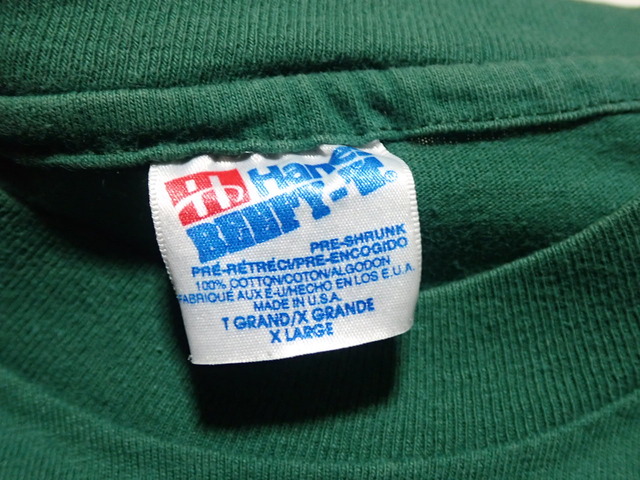 Hanes
BEEFY-T®
PRE-SHRUNK
PRÉ-RÉTRÉCI/PRE-ENCOGIDO
100% COTTON/COTON/ALGODON
FABRIQUÉ AUX É-U/HECHO EN LOS E.U.A.
MADE IN U.S.A.
T GRAND/X GRANDE
X LARGE